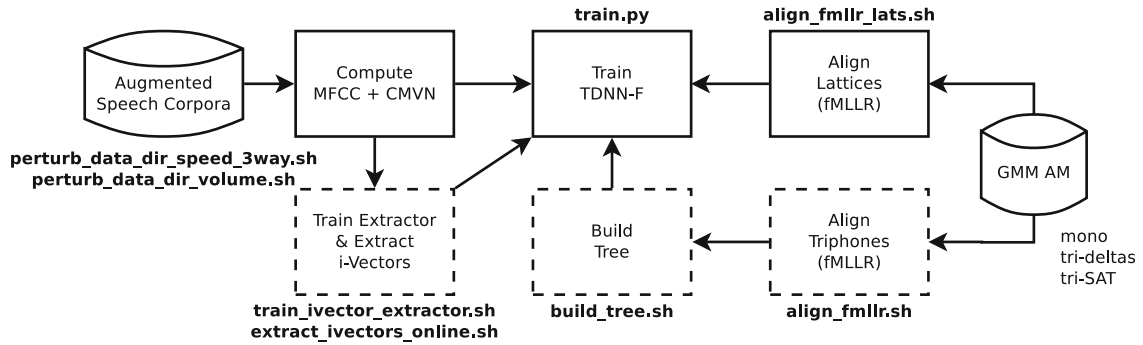 train.py
align_fmllr_lats.sh
Augmented
Speech Corpora
Compute
MFCC + CMVN
Train
TDNN-F
Align
Lattices
(fMLLR)
perturb_data_dir_speed_3way.sh
perturb_data_dir_volume.sh
GMM AM
Train Extractor
& Extract
i-Vectors
Build
Tree
Align
Triphones
(fMLLR)
mono
tri-deltas
tri-SAT
train_ivector_extractor.sh
extract_ivectors_online.sh
build_tree.sh
align_fmllr.sh